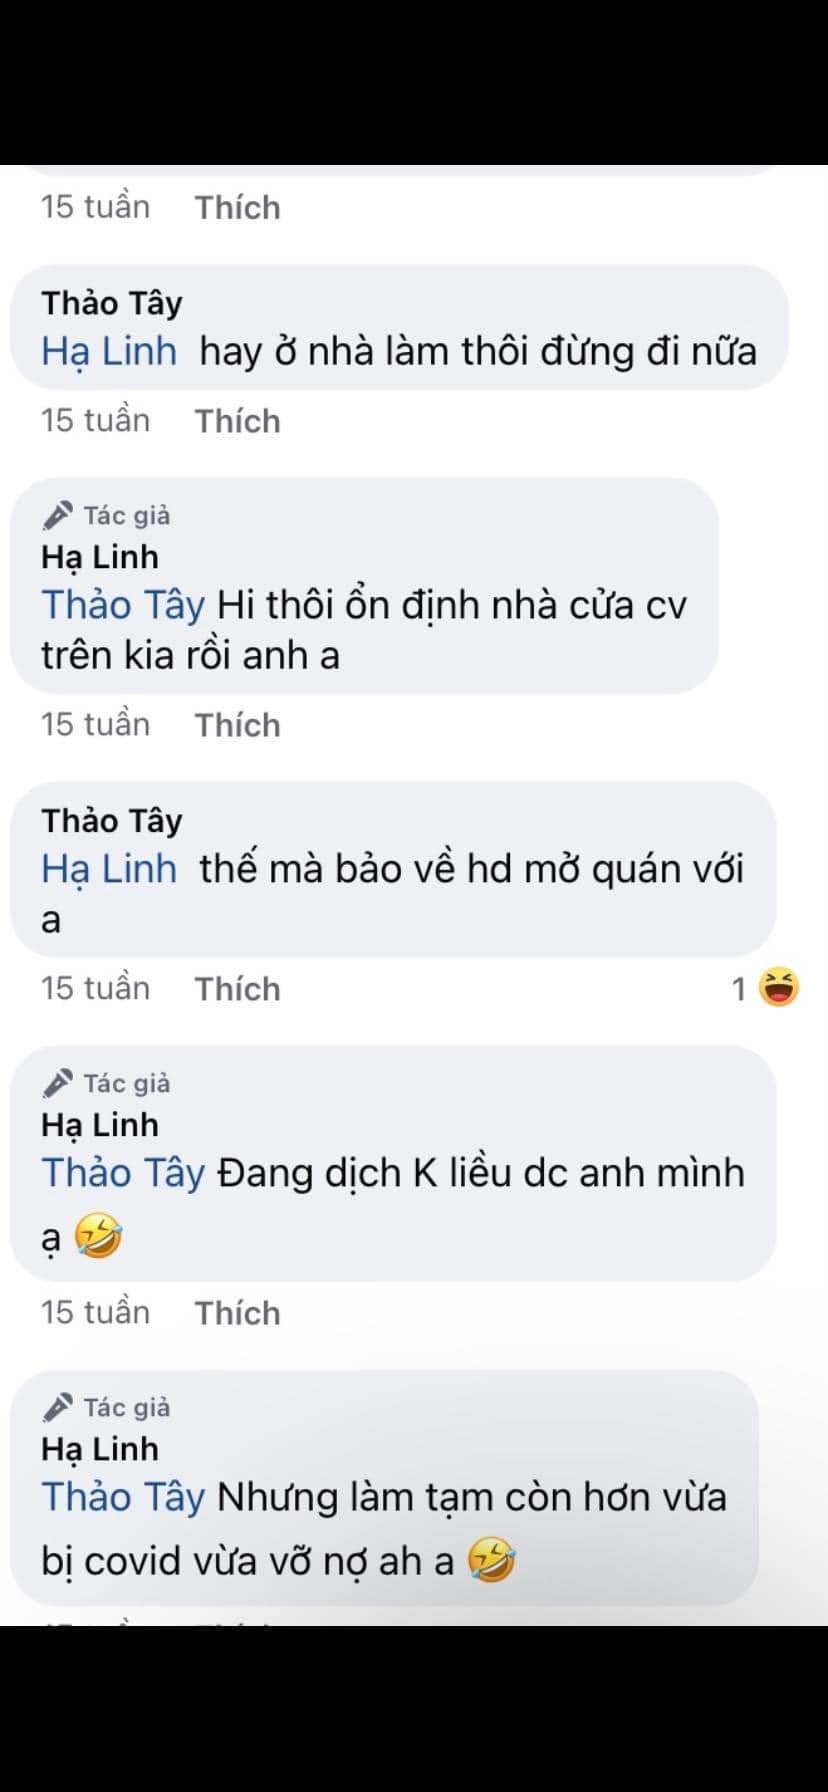 15 tuần Thích
Thảo Tây
Hạ Linh hay ở nhà làm thôi đừng đi nữa
15 tuần Thích
Tác giả
Hạ Linh
Thảo Tây Hi thôi ổn định nhà cửa cv
trên kia rồi anh a
15 tuần Thích
Thảo Tây
Hạ Linh thế mà bảo về hd mở quán với
a
15 tuần Thích 1 😆
Tác giả
Hạ Linh
Thảo Tây Đang dịch K liều dc anh mình
ạ 🤣
15 tuần Thích
Tác giả
Hạ Linh
Thảo Tây Nhưng làm tạm còn hơn vừa
bị covid vừa vỡ nợ ah a 🤣